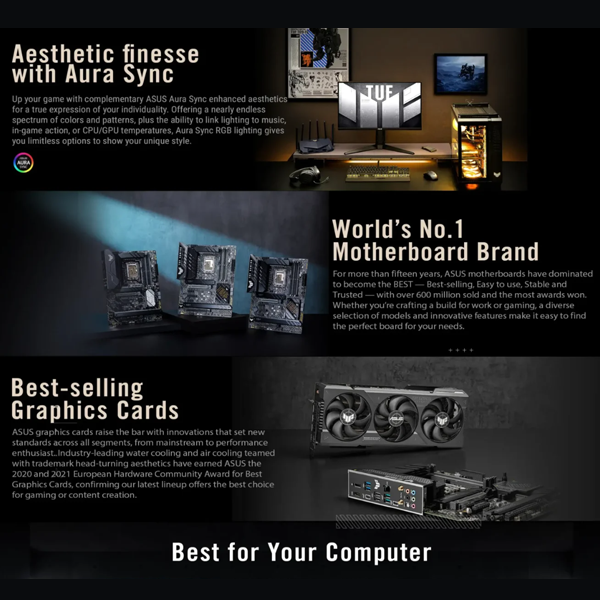 Aesthetic finesse
with Aura Sync
Up your game with complementary ASUS Aura Sync enhanced aesthetics
for a true expression of your individuality. Offering a nearly endless
spectrum of colors and patterns, plus the ability to link lighting to music,
in-game action, or CPU/GPU temperatures, Aura Sync RGB lighting gives
you limitless options to show your unique style.
AURA
TUF
World's No.1
Motherboard Brand
For more than fifteen years, ASUS motherboards have dominated
to become the BEST — Best-selling, Easy to use, Stable and
Trusted — with over 600 million sold and the most awards won.
Whether you're crafting a build for work or gaming, a diverse
selection of models and innovative features make it easy to find
the perfect board for your needs.
Best-selling
Graphics Cards
ASUS graphics cards raise the bar with innovations that set new
standards across all segments, from mainstream to performance
enthusiast..Industry-leading water cooling and air cooling teamed
with trademark head-turning aesthetics have earned ASUS the
2020 and 2021 European Hardware Community Award for Best
Graphics Cards, confirming our latest lineup offers the best choice
for gaming or content creation.
Best for Your Computer